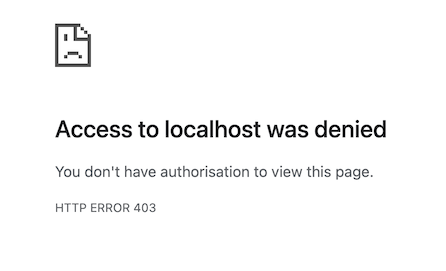 Access to localhost was denied
You don't have authorisation to view this page.
HTTP ERROR 403